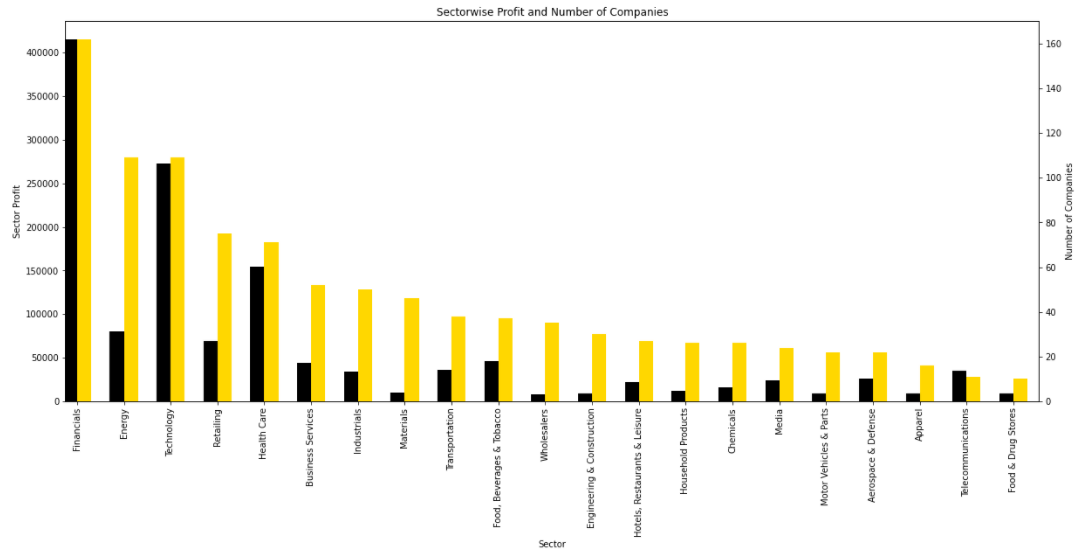 Sectorwise Profit and Number of Companies
Sector Profit
400000
350000
300000
250000
200000
150000
100000
50000
0
160
140
120
100
80
60
40
20
0
Number of Companies
Financials
Energy
Technology
Retailing
Health Care
Business Services
Industrials
Materials
Transportation
Food, Beverages & Tobacco
Wholesalers
Engineering & Construction
Hotels, Restaurants & Leisure
Household Products
Chemicals
Media
Motor Vehicles & Parts
Aerospace & Defense
Apparel
Telecommunications
Food & Drug Stores
Sector